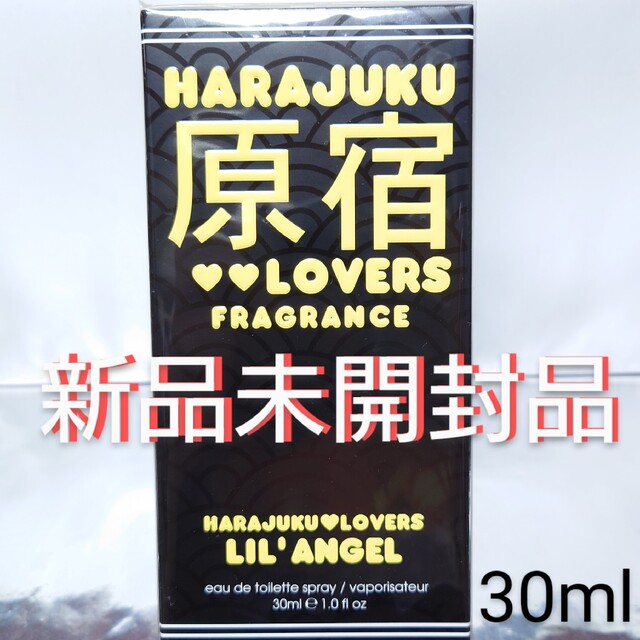 HARAJUKU
原宿
♥♥LOVERS
FRAGRANCE
新品未開封品
HARAJUKU♥LOVERS
LIL' ANGEL
eau de toilette spray / vaporisateur
30ml ℮ 1.0 fl oz
30ml